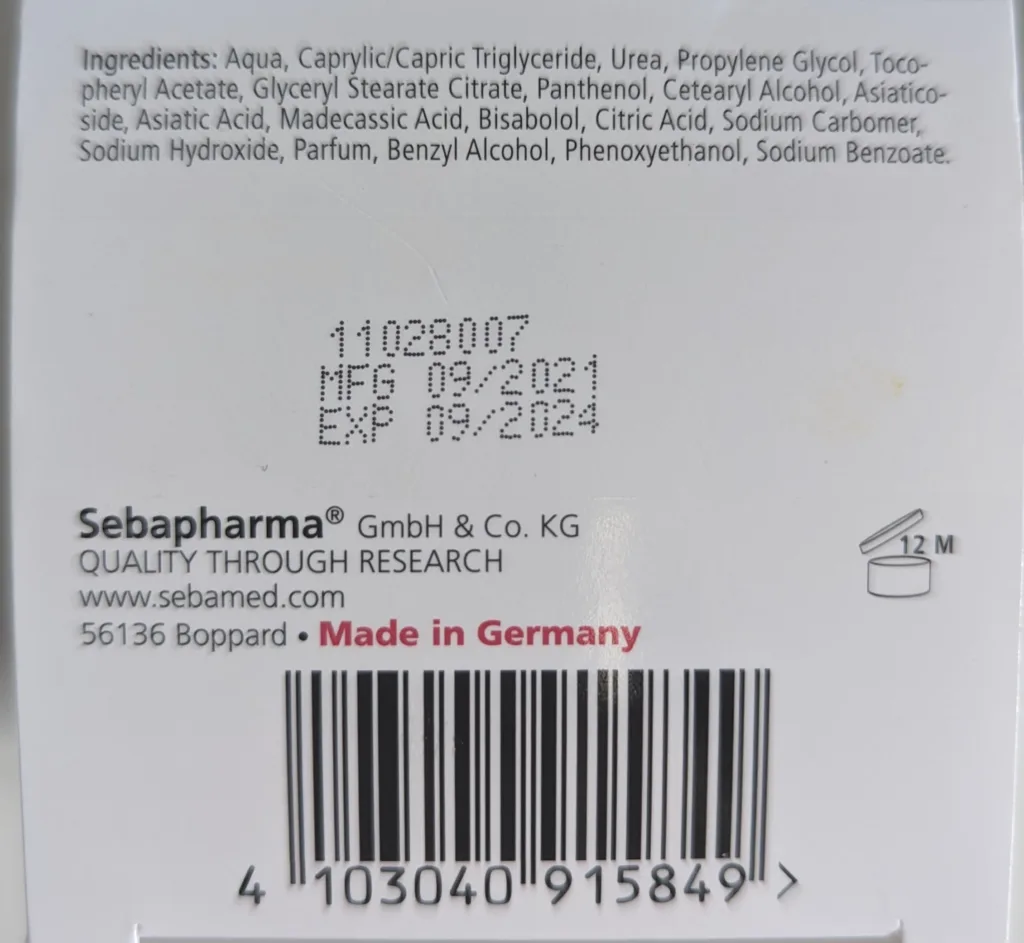 Ingredients: Aqua, Caprylic/Capric Triglyceride, Urea, Propylene Glycol, Toco-
pheryl Acetate, Glyceryl Stearate Citrate, Panthenol, Cetearyl Alcohol, Asiatico-
side, Asiatic Acid, Madecassic Acid, Bisabolol, Citric Acid, Sodium Carbomer,
Sodium Hydroxide, Parfum, Benzyl Alcohol, Phenoxyethanol, Sodium Benzoate.
11028007
MFG 09/2021
EXP 09/2024
Sebapharma® GmbH & Co. KG
QUALITY THROUGH RESEARCH
12 M
www.sebamed.com
56136 Boppard • Made in Germany
4 103040 915849 >